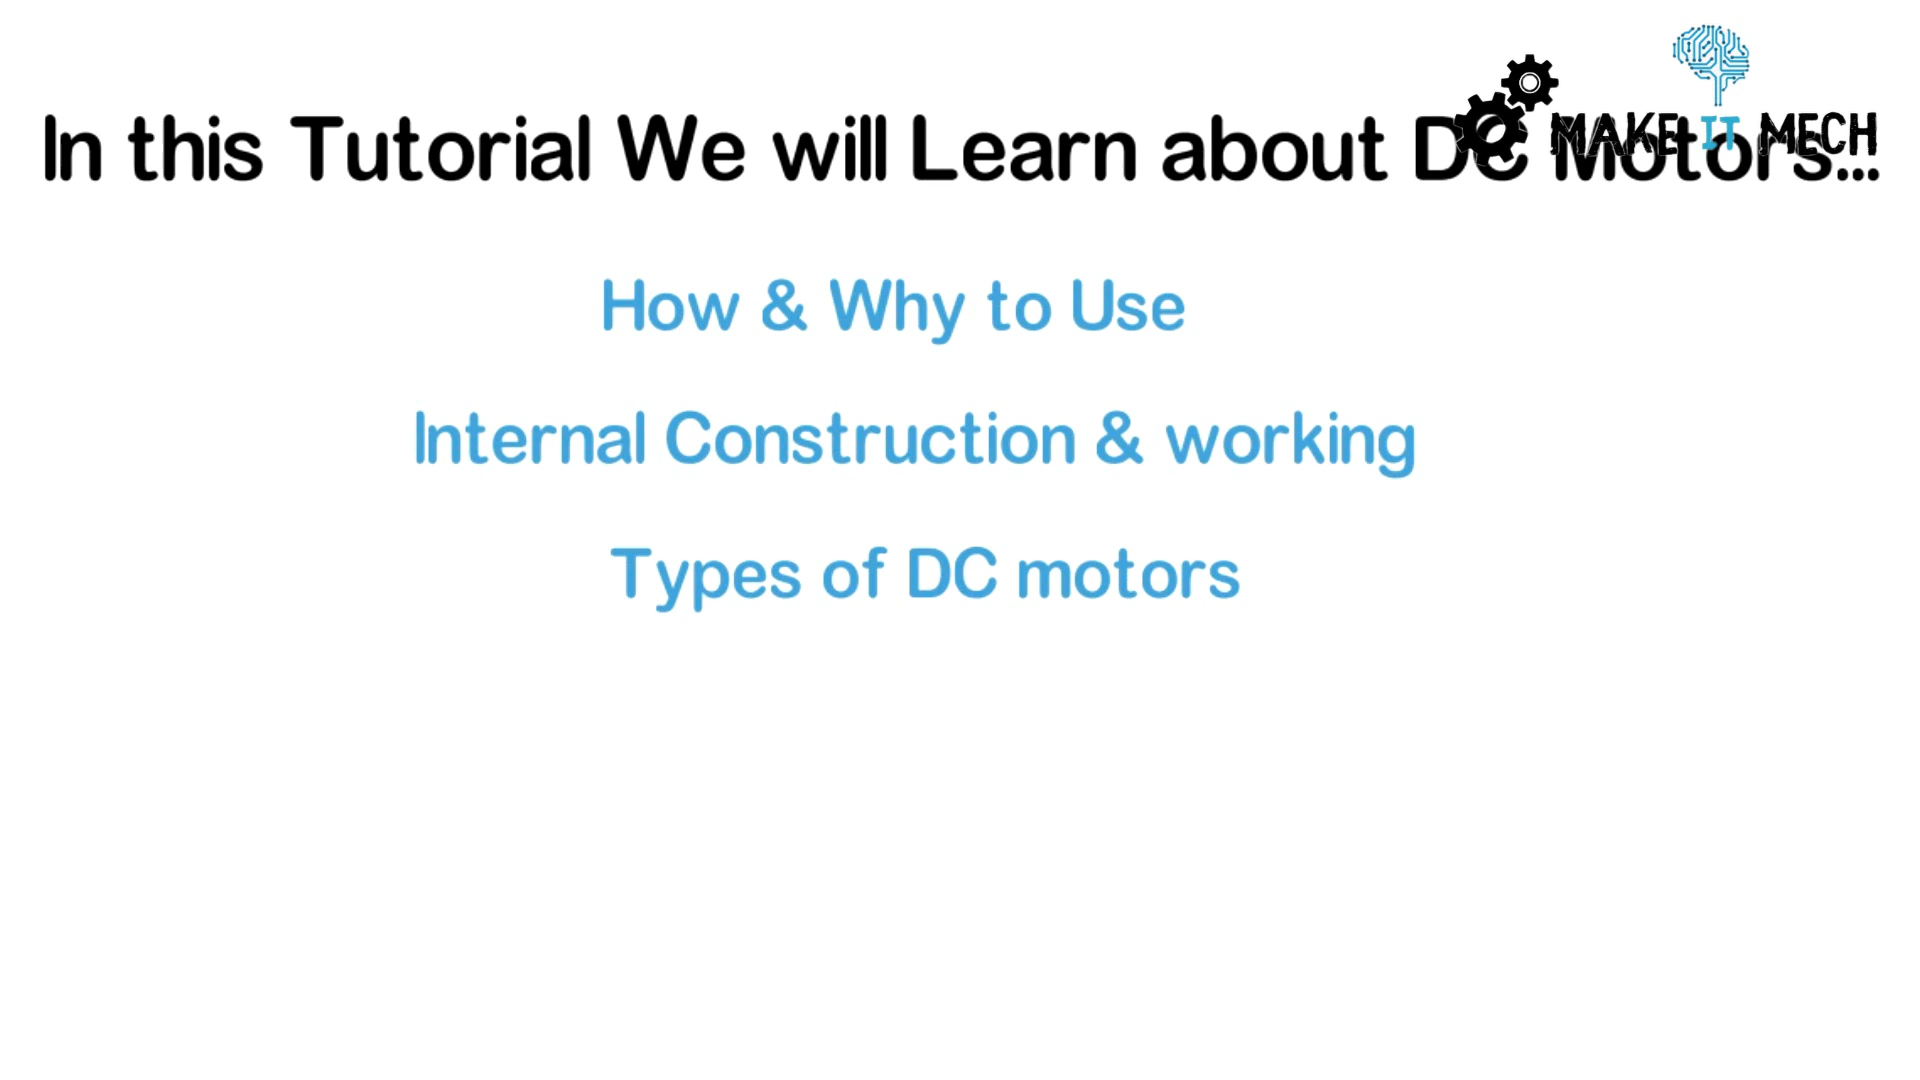 In this Tutorial We will Learn about DC Motors...
MAKE IT MECH
How & Why to Use
Internal Construction & working
Types of DC motors